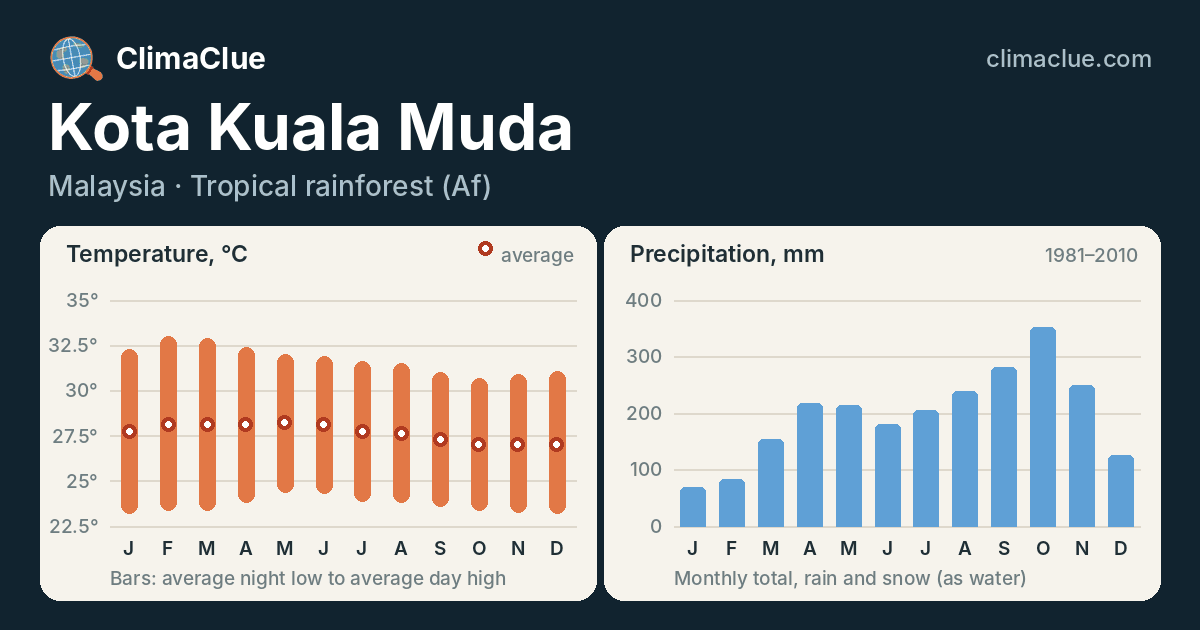 ClimaClue
climaclue.com
Kota Kuala Muda
Malaysia · Tropical rainforest (Af)
Temperature, °C
average
35°
32.5°
30°
27.5°
25°
22.5°
J F M A M J J A S O N D
Bars: average night low to average day high
Precipitation, mm
1981–2010
400
300
200
100
0
J F M A M J J A S O N D
Monthly total, rain and snow (as water)